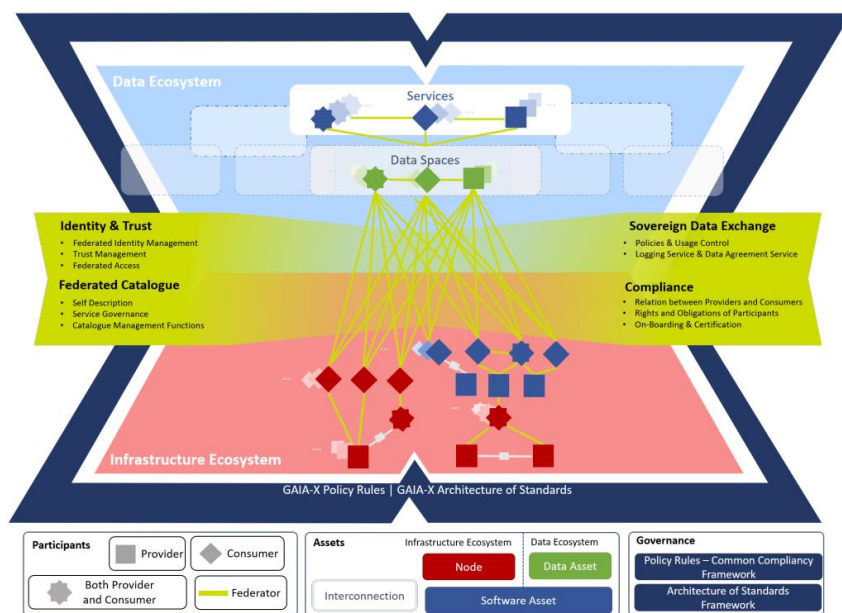 Data Ecosystem
Services
...
...
...
Data Spaces
Identity & Trust
• Federated Identity Management
• Trust Management
• Federated Access
Federated Catalogue
• Self Description
• Service Governance
• Catalogue Management Functions
Sovereign Data Exchange
• Policies & Usage Control
• Logging Service & Data Agreement Service
Compliance
• Relation between Providers and Consumers
• Rights and Obligations of Participants
• On-Boarding & Certification
...
...
...
...
Infrastructure Ecosystem
GAIA-X Policy Rules | GAIA-X Architecture of Standards
Participants
Provider
Consumer
Both Provider
and Consumer
Federator
Assets
Infrastructure Ecosystem
Data Ecosystem
Node
Data Asset
Interconnection
Software Asset
Governance
Policy Rules – Common Compliancy
Framework
Architecture of Standards
Framework